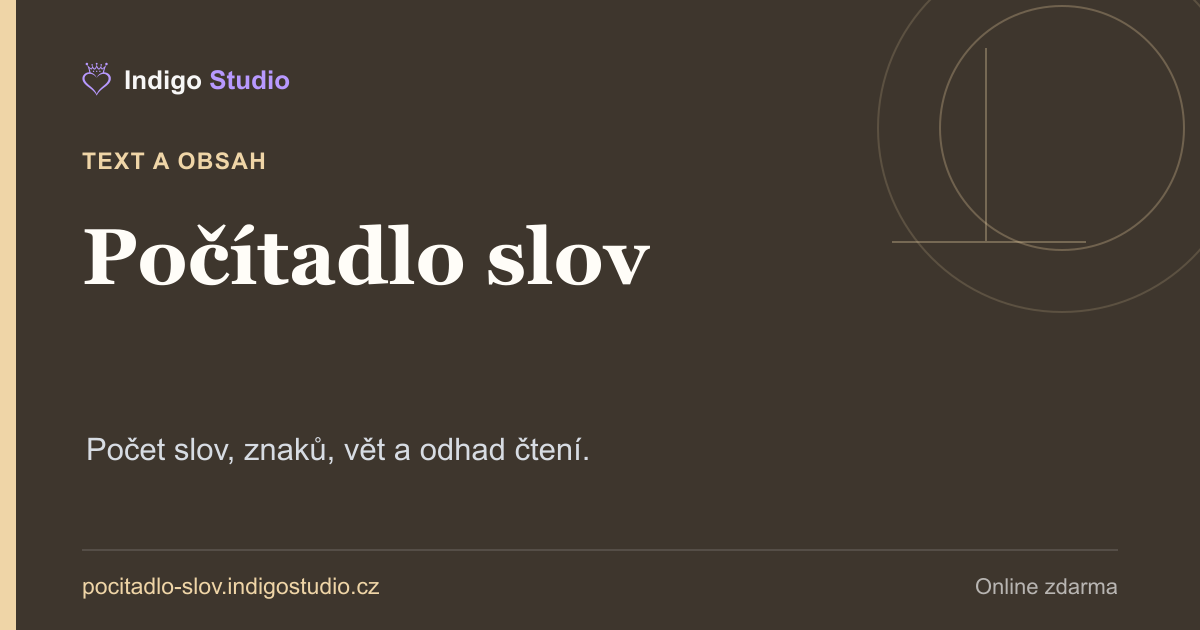 Indigo Studio
TEXT A OBSAH
Počítadlo slov
Počet slov, znaků, vět a odhad čtení.
pocitadlo-slov.indigostudio.cz
Online zdarma